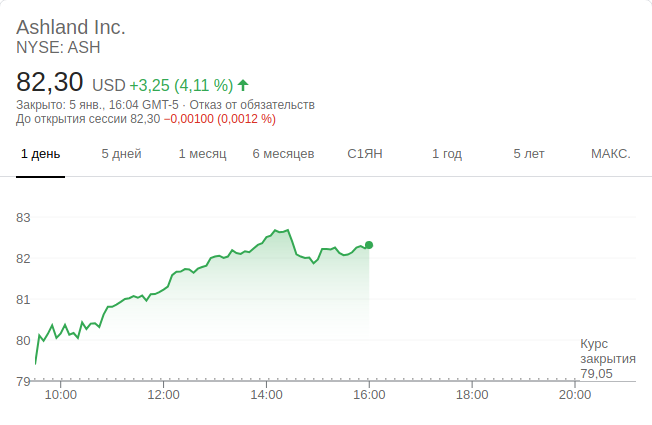 Ashland Inc.
NYSE: ASH
82,30 USD +3,25 (4,11 %)
Закрыто: 5 янв., 16:04 GMT-5 · Отказ от обязательств
До открытия сессии 82,30 −0,00100 (0,0012 %)
1 день 5 дней 1 месяц 6 месяцев С1ЯН 1 год 5 лет МАКС.
83
82
81
80
79
Курс
закрытия
79,05
10:00 12:00 14:00 16:00 18:00 20:00